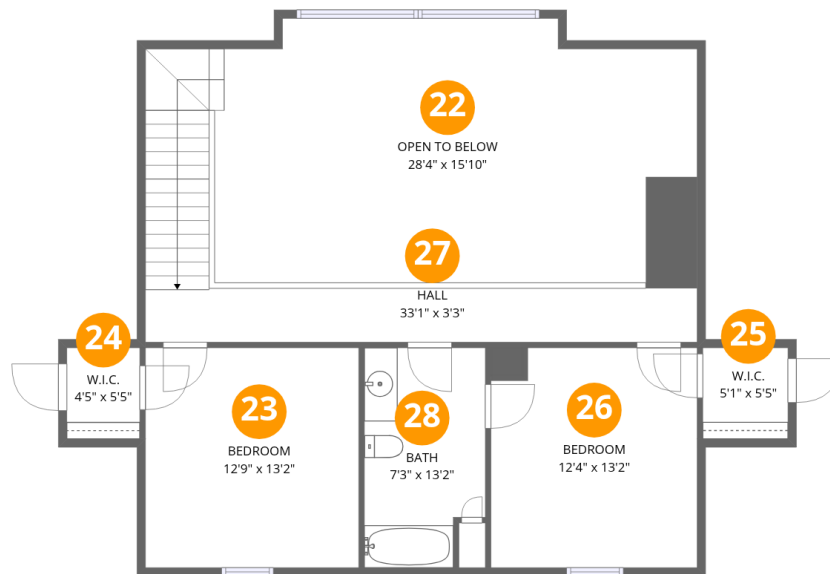 22
OPEN TO BELOW
28'4" x 15'10"
27
HALL
33'1" x 3'3"
24
W.I.C.
4'5" x 5'5"
25
W.I.C.
5'1" x 5'5"
23
BEDROOM
12'9" x 13'2"
28
BATH
7'3" x 13'2"
26
BEDROOM
12'4" x 13'2"